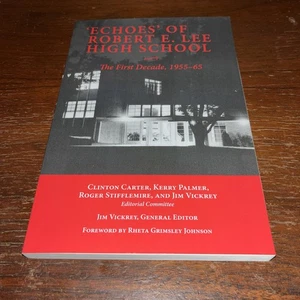 'ECHOES' OF
ROBERT E. LEE
HIGH SCHOOL
The First Decade, 1955–65
CLINTON CARTER, KERRY PALMER,
ROGER STIFFLEMIRE, AND JIM VICKREY
Editorial Committee
JIM VICKREY, GENERAL EDITOR
FOREWORD BY RHETA GRIMSLEY JOHNSON